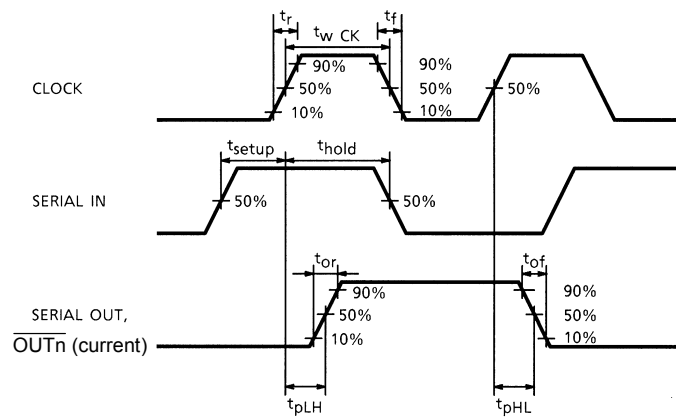 tr
tf
tw CK
CLOCK
90%
50%
10%
90%
50%
10%
50%
tsetup
thold
SERIAL IN
50%
50%
tor
tof
SERIAL OUT,
OUTn (current)
90%
50%
10%
90%
50%
10%
tpLH
tpHL